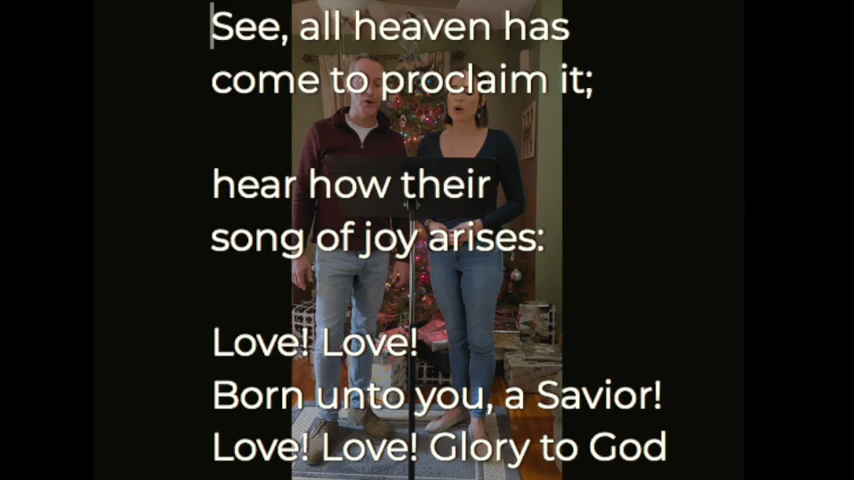 See, all heaven has
come to proclaim it;
hear how their
song of joy arises:
Love! Love!
Born unto you, a Savior!
Love! Love! Glory to God